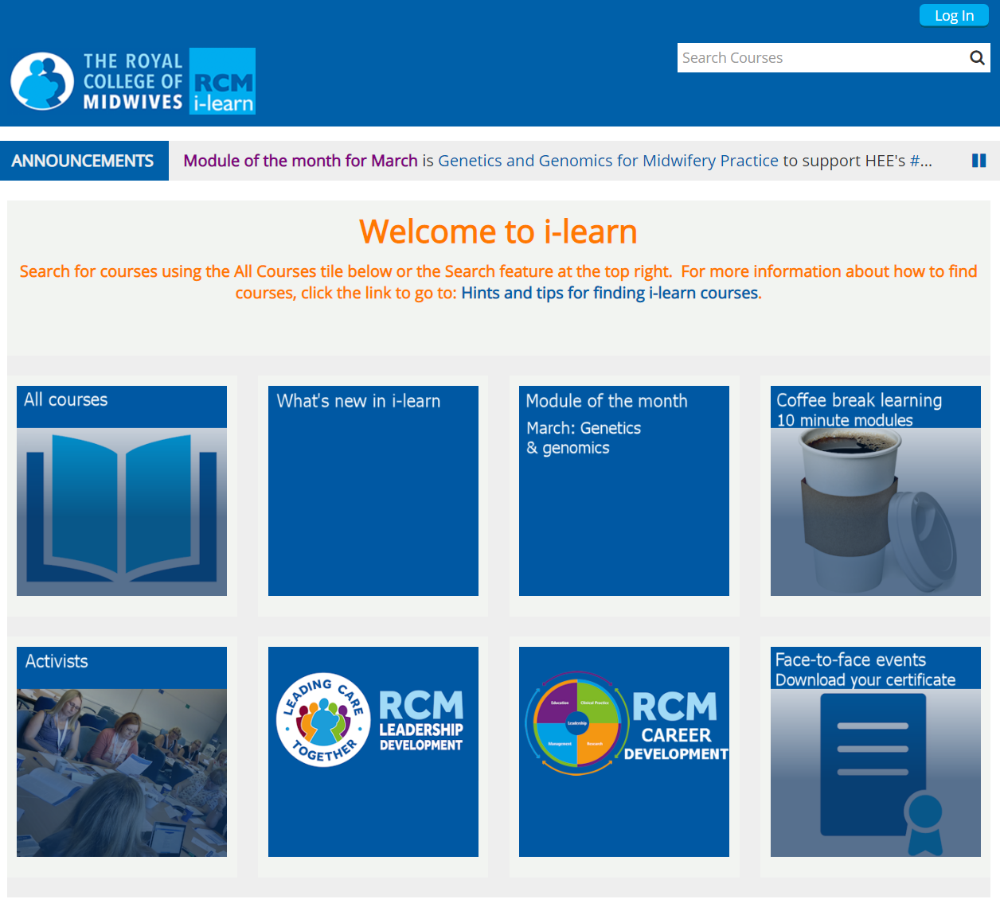 Log In
THE ROYAL
COLLEGE OF
MIDWIVES
RCM
i-learn
Search Courses
ANNOUNCEMENTS
Module of the month for March is Genetics and Genomics for Midwifery Practice to support HEE's #...
Welcome to i-learn
Search for courses using the All Courses tile below or the Search feature at the top right.  For more information about how to find
courses, click the link to go to: Hints and tips for finding i-learn courses.
All courses
What's new in i-learn
Module of the month
March: Genetics
& genomics
Coffee break learning
10 minute modules
Activists
LEADING CARE
TOGETHER
RCM
LEADERSHIP
DEVELOPMENT
Education
Clinical Practice
Leadership
Management
Research
RCM
CAREER
DEVELOPMENT
Face-to-face events
Download your certificate